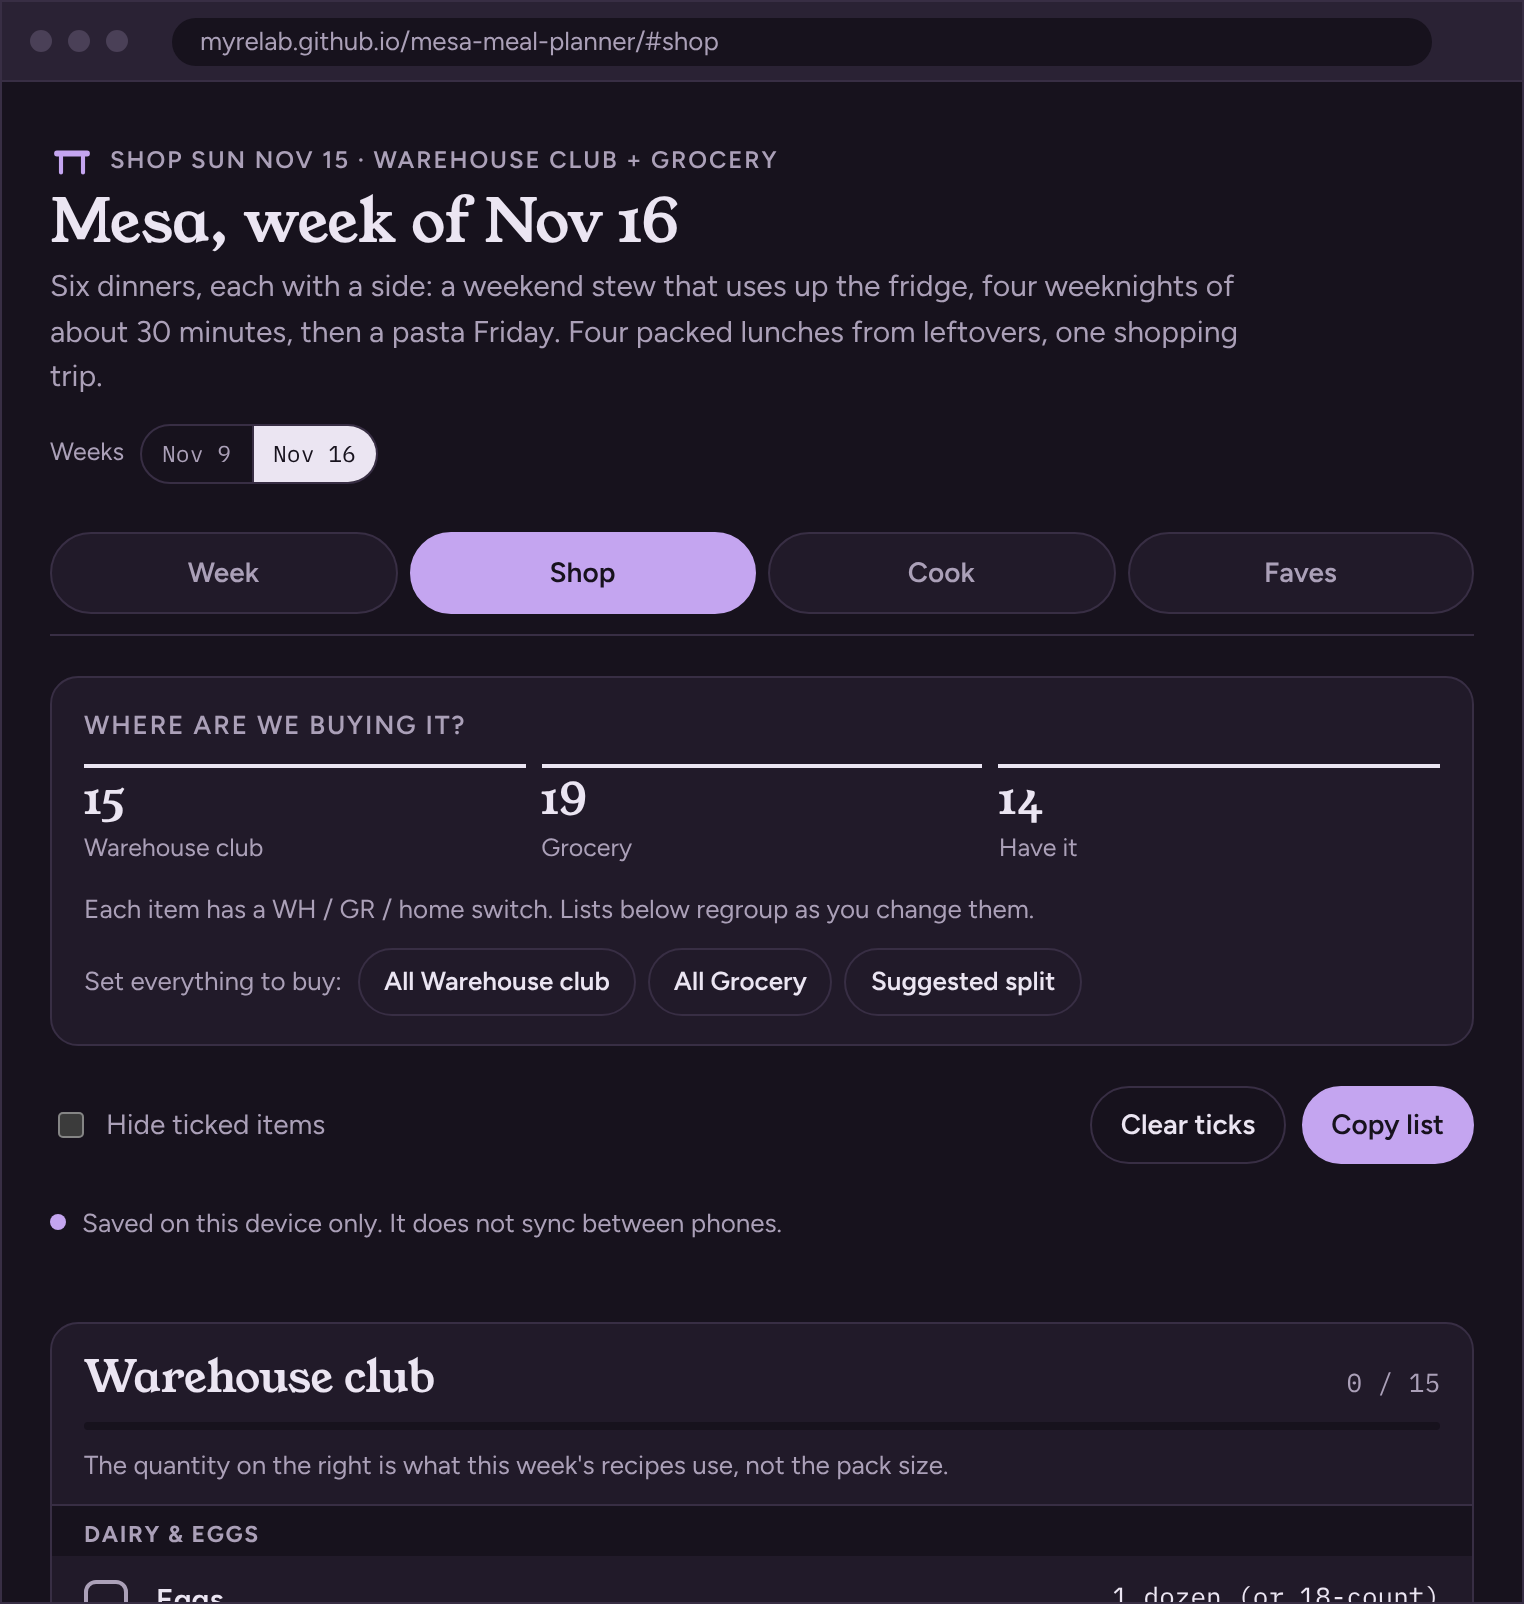 myrelab.github.io/mesa-meal-planner/#shop
SHOP SUN NOV 15 · WAREHOUSE CLUB + GROCERY
Mesa, week of Nov 16
Six dinners, each with a side: a weekend stew that uses up the fridge, four weeknights of
about 30 minutes, then a pasta Friday. Four packed lunches from leftovers, one shopping
trip.
Weeks Nov 9 Nov 16
Week Shop Cook Faves
WHERE ARE WE BUYING IT?
15 19 14
Warehouse club Grocery Have it
Each item has a WH / GR / home switch. Lists below regroup as you change them.
Set everything to buy: All Warehouse club All Grocery Suggested split
Hide ticked items Clear ticks Copy list
Saved on this device only. It does not sync between phones.
Warehouse club 0 / 15
The quantity on the right is what this week's recipes use, not the pack size.
DAIRY & EGGS
Eggs 1 dozen (or 18-count)